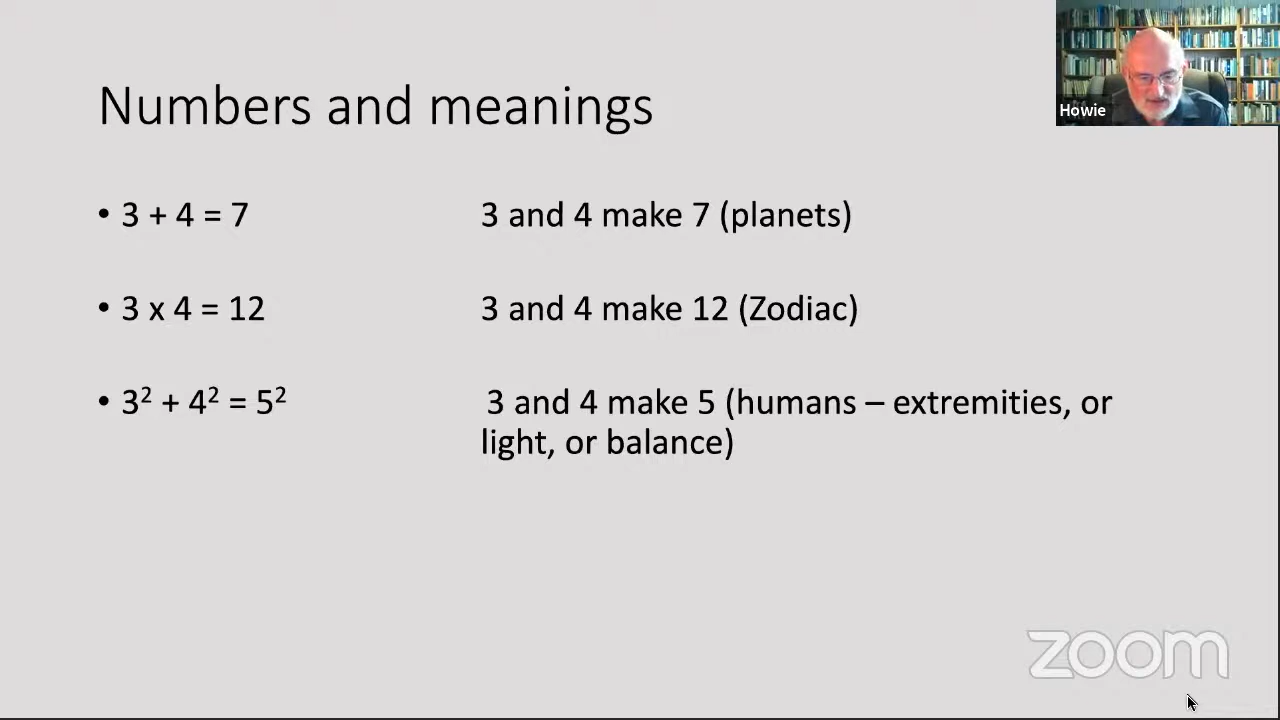 Numbers and meanings
Howie
• 3 + 4 = 7 3 and 4 make 7 (planets)
• 3 x 4 = 12 3 and 4 make 12 (Zodiac)
• 3² + 4² = 5² 3 and 4 make 5 (humans – extremities, or
light, or balance)
zoom